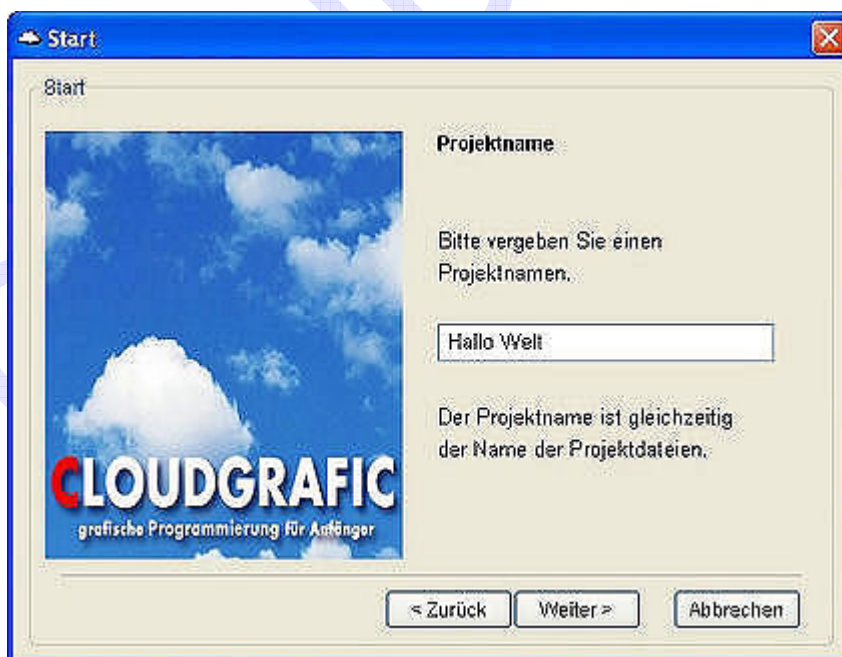 Start
Start
Projektname
Bitte vergeben Sie einen
Projektnamen.
Hallo Welt
Der Projektname ist gleichzeitig
der Name der Projektdateien.
CLOUDGRAFIC
grafische Programmierung für Anfänger
< Zurück
Weiter >
Abbrechen